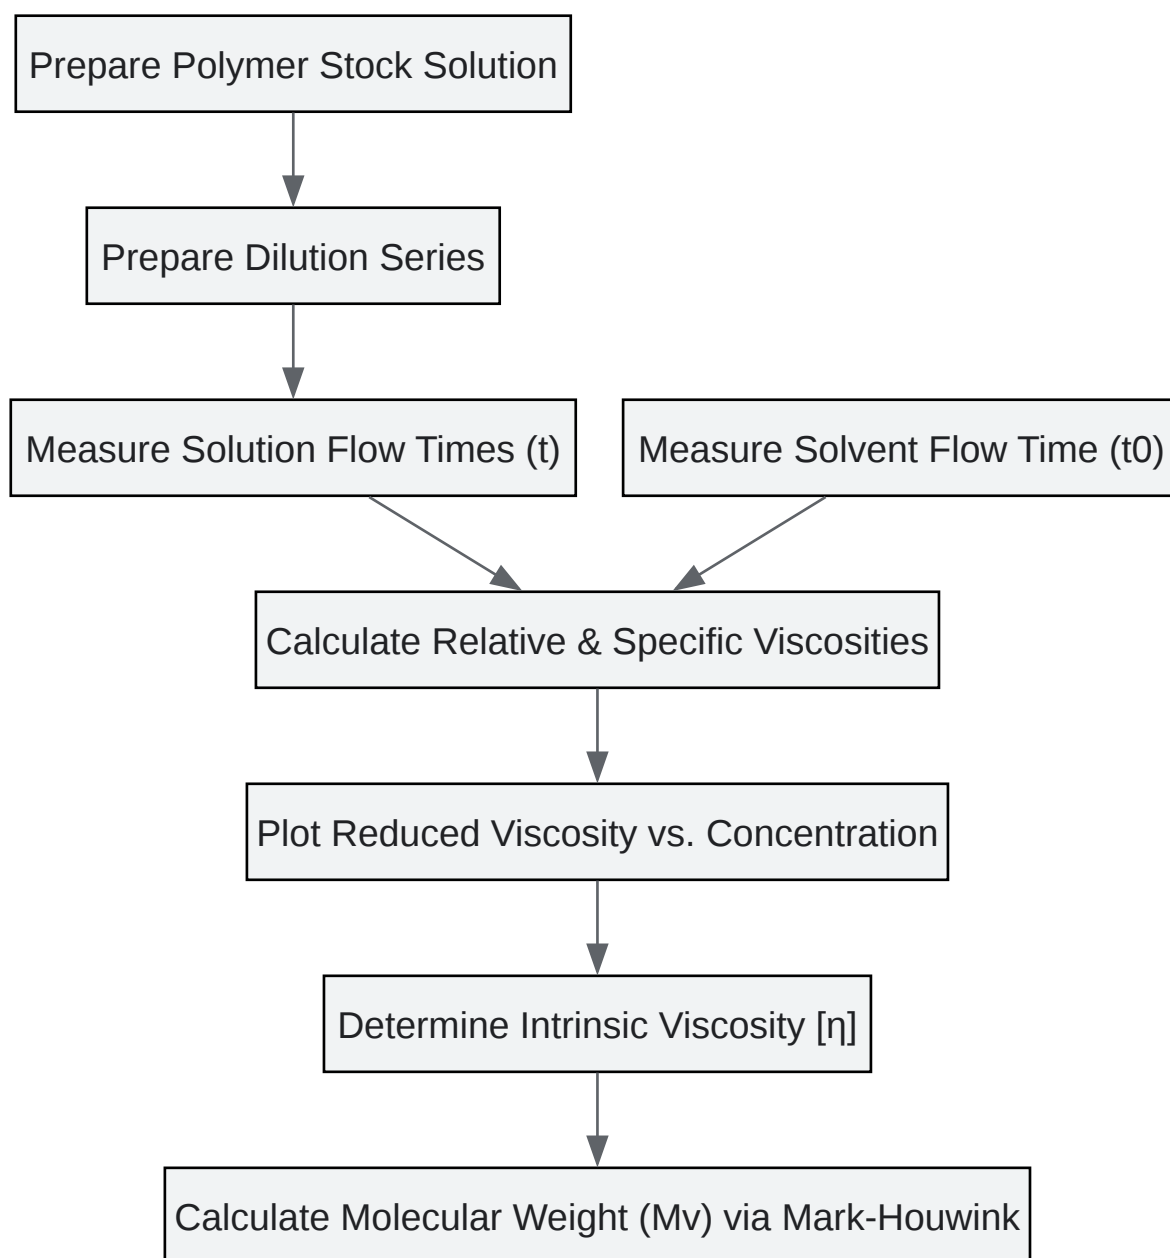 Prepare Polymer Stock Solution
Prepare Dilution Series
Measure Solution Flow Times (t)
Measure Solvent Flow Time (t0)
Calculate Relative & Specific Viscosities
Plot Reduced Viscosity vs. Concentration
Determine Intrinsic Viscosity [η]
Calculate Molecular Weight (Mv) via Mark-Houwink